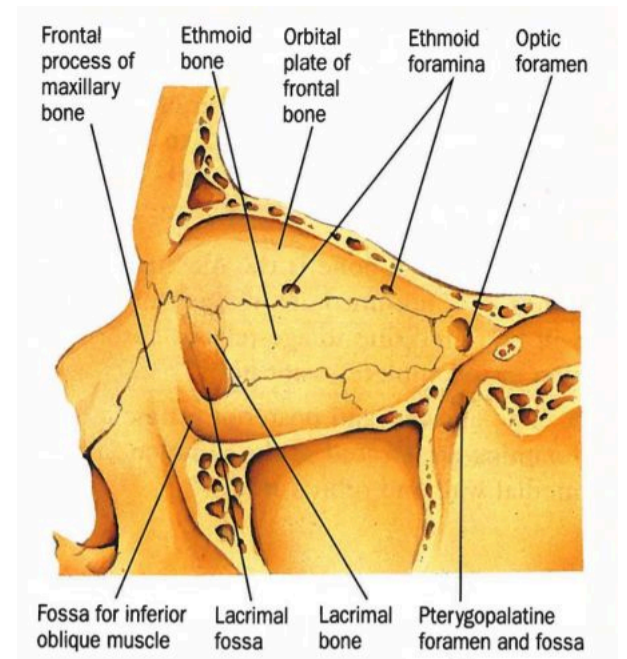 Frontal
process of
maxillary
bone
Ethmoid
bone
Orbital
plate of
frontal
bone
Ethmoid
foramina
Optic
foramen
Fossa for inferior
oblique muscle
Lacrimal
fossa
Lacrimal
bone
Pterygopalatine
foramen and fossa